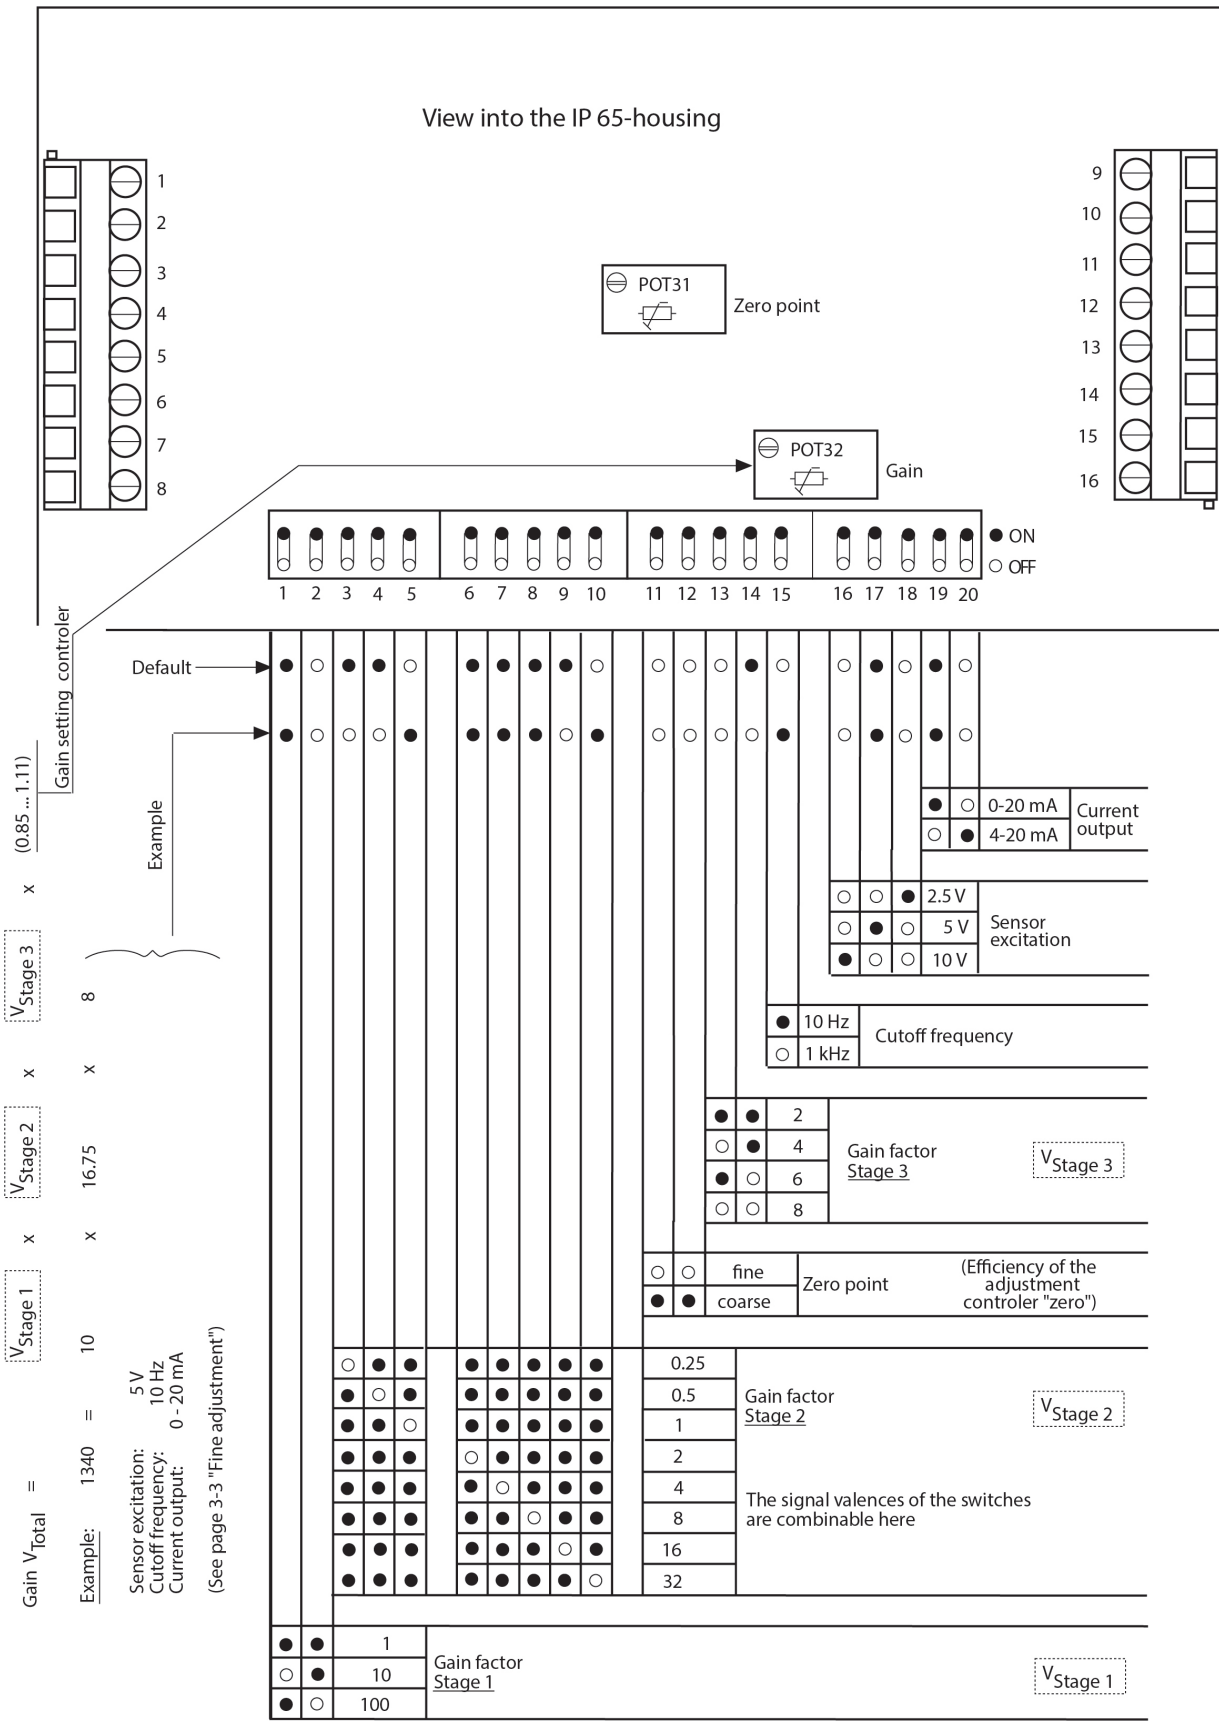 View into the IP 65-housing
1
2
3
4
5
6
7
8
9
10
11
12
13
14
15
16
POT31
Zero point
POT32
Gain
ON
OFF
1 2 3 4 5 6 7 8 9 10 11 12 13 14 15 16 17 18 19 20
Default
Example
Gain setting controler
0-20 mA
4-20 mA
Current
output
2.5 V
5 V
10 V
Sensor
excitation
10 Hz
1 kHz
Cutoff frequency
2
4
6
8
Gain factor
Stage 3
VStage 3
fine
coarse
Zero point
(Efficiency of the
adjustment
controler "zero")
0.25
0.5
1
2
4
8
16
32
Gain factor
Stage 2
VStage 2
The signal valences of the switches
are combinable here
1
10
100
Gain factor
Stage 1
VStage 1
Gain VTotal = VStage 1 x VStage 2 x VStage 3 x (0.85 ... 1.11)
Example: 1340 = 10 x 16.75 x 8
Sensor excitation: 5 V
Cutoff frequency: 10 Hz
Current output: 0 - 20 mA
(See page 3-3 "Fine adjustment")